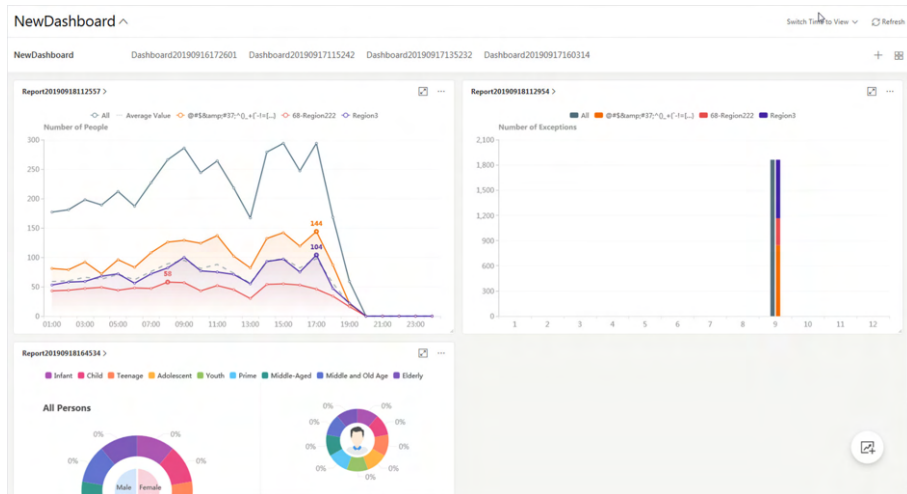 NewDashboard
Switch Time to View
Refresh
NewDashboard Dashboard20190916172601 Dashboard20190917115242 Dashboard20190917135232 Dashboard20190917160314
Report20190918112557 >
All Average Value @#$&amp;#37;^()_+{`-!={...} 68-Region222 Region3
Number of People
300
250
200
150
100
50
0
144
104
58
01:00 03:00 05:00 07:00 09:00 11:00 13:00 15:00 17:00 19:00 21:00 23:00
Report20190918112954 >
All @#$&amp;#37;^()_+{`-!={...} 68-Region222 Region3
Number of Exceptions
2,100
1,800
1,500
1,200
900
600
300
0
1 2 3 4 5 6 7 8 9 10 11 12
Report20190918164534 >
Infant Child Teenage Adolescent Youth Prime Middle-Aged Middle and Old Age Elderly
All Persons
0% 0%
0% 0%
Male Female
0% 0%
0% 0%
0% 0%
0% 0%
0%